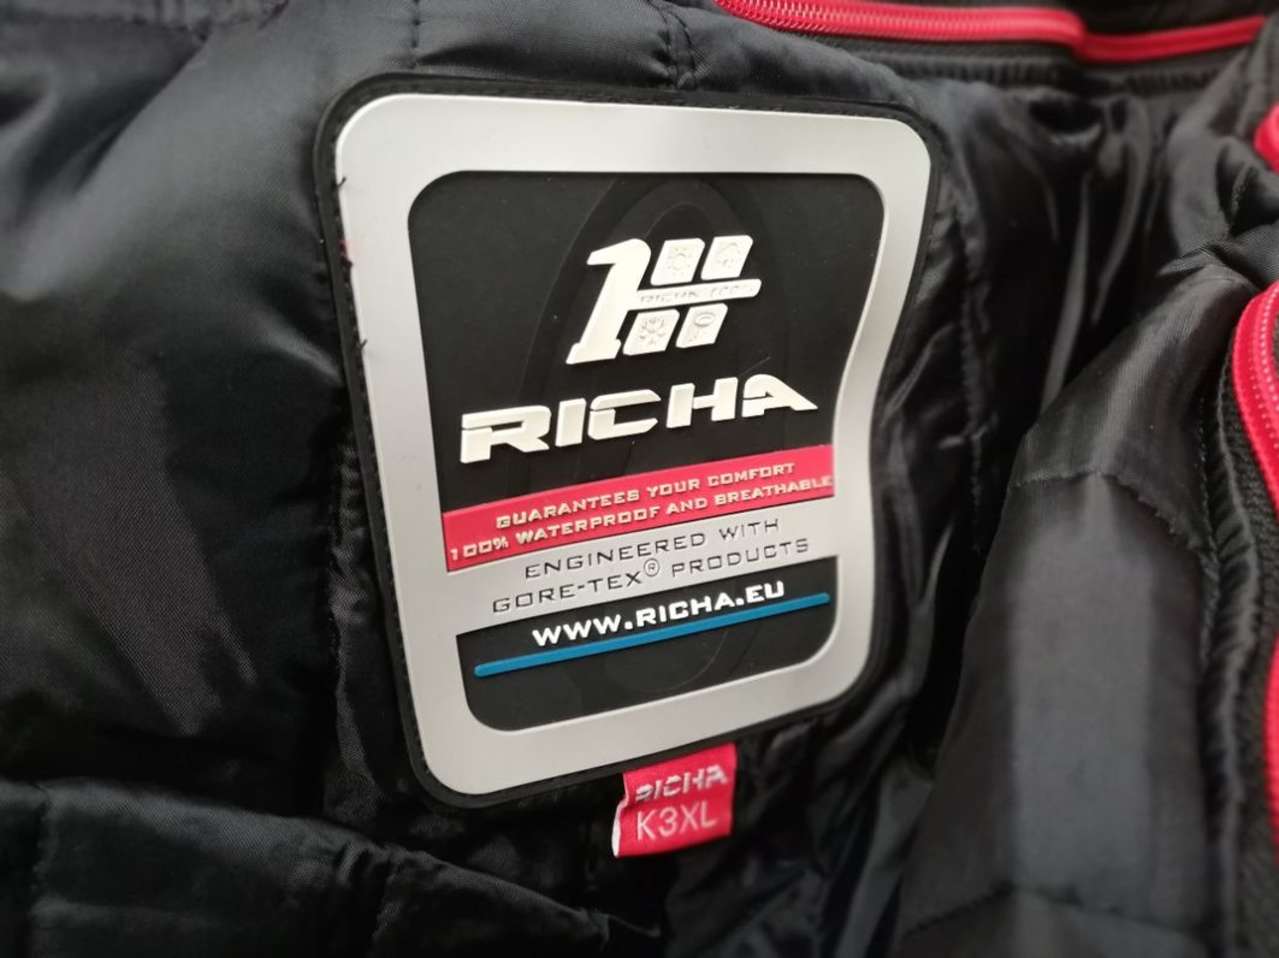 RICHA
GUARANTEES YOUR COMFORT
100% WATERPROOF AND BREATHABLE
ENGINEERED WITH
GORE-TEX® PRODUCTS
WWW.RICHA.EU
RICHA
K3XL